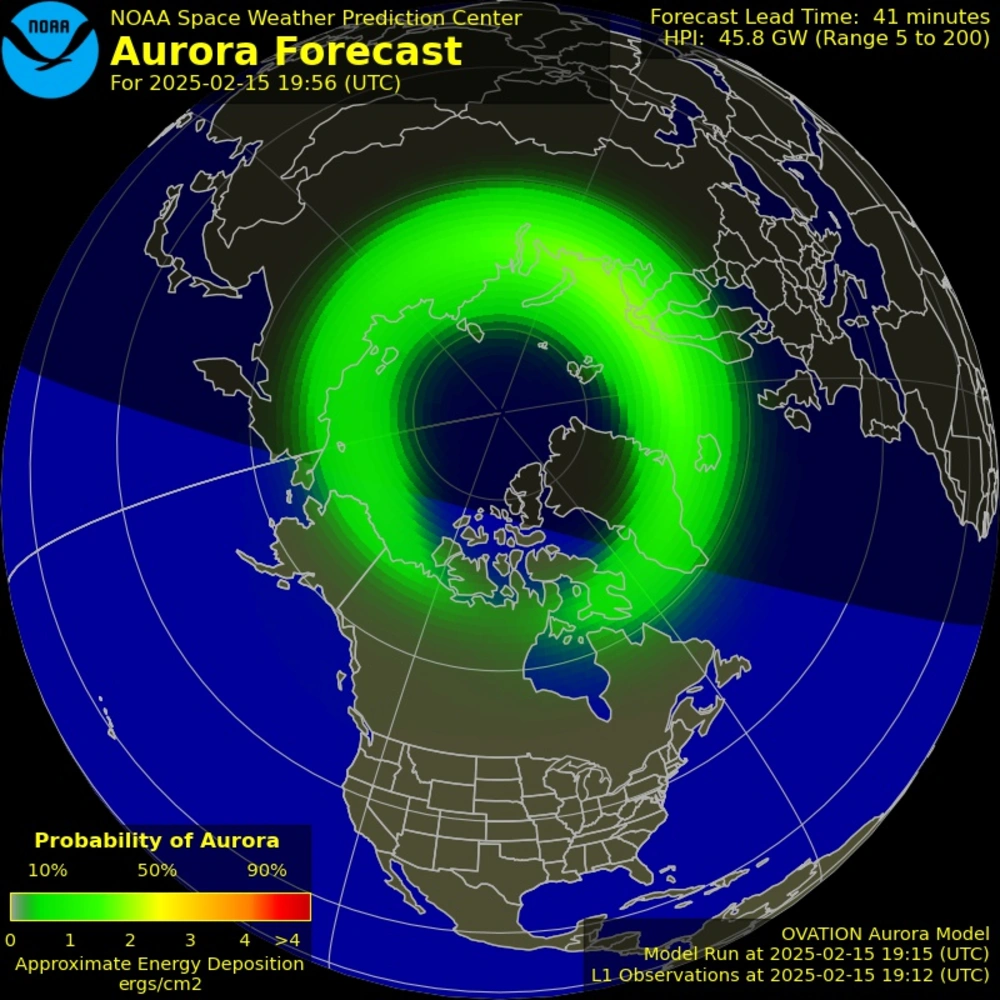 NOAA
NOAA Space Weather Prediction Center
Aurora Forecast
For 2025-02-15 19:56 (UTC)
Forecast Lead Time: 41 minutes
HPI: 45.8 GW (Range 5 to 200)
Probability of Aurora
10% 50% 90%
0 1 2 3 4 >4
Approximate Energy Deposition
ergs/cm2
OVATION Aurora Model
Model Run at 2025-02-15 19:15 (UTC)
L1 Observations at 2025-02-15 19:12 (UTC)